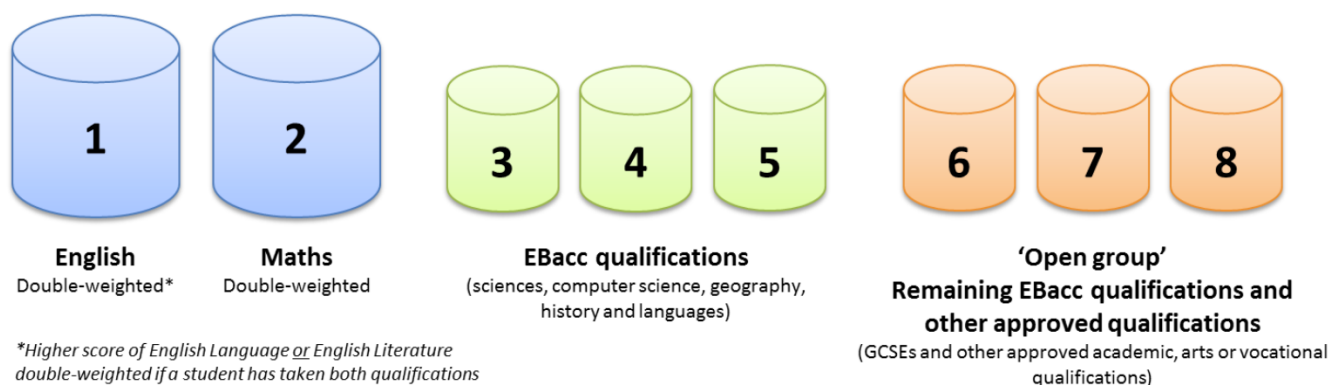 1
2
3
4
5
6
7
8
English
Double-weighted*
Maths
Double-weighted
EBacc qualifications
(sciences, computer science, geography,
history and languages)
‘Open group’
Remaining EBacc qualifications and
other approved qualifications
(GCSEs and other approved academic, arts or vocational
qualifications)
*Higher score of English Language or English Literature
double-weighted if a student has taken both qualifications